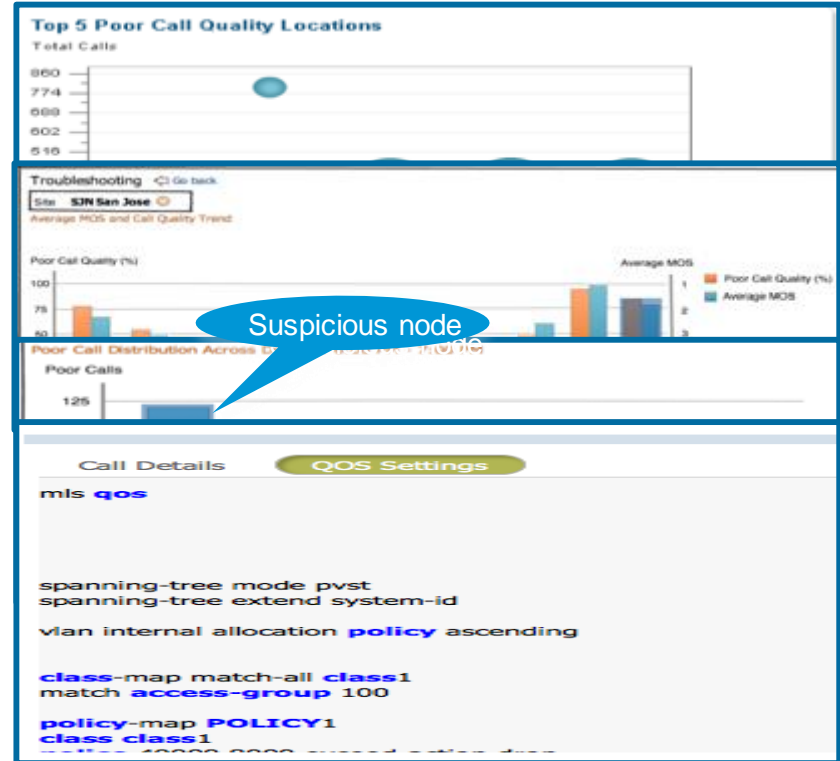 Top 5 Poor Call Quality Locations
Total Calls
860
774
688
602
516
Troubleshooting Go back
Site SJN San Jose
Average MOS and Call Quality Trend
Poor Call Quality (%)
Average MOS
100
75
50
1
2
3
Poor Call Quality (%)
Average MOS
Suspicious node
Poor Call Distribution Across
Poor Calls
125
Call Details
QOS Settings
mls qos
spanning-tree mode pvst
spanning-tree extend system-id
vlan internal allocation policy ascending
class-map match-all class1
match access-group 100
policy-map POLICY1
class class1